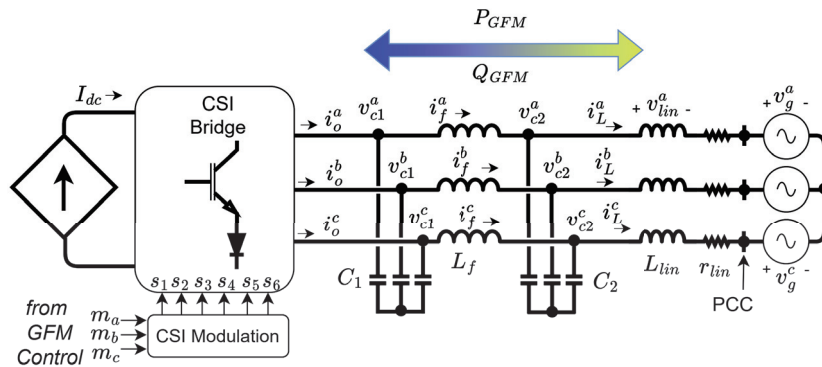 P_GFM
Q_GFM
I_dc
CSI
Bridge
i_o^a
v_c1^a
i_f^a
v_c2^a
i_L^a
+ v_lin^a -
+ v_g^a -
i_o^b
v_c1^b
i_f^b
v_c2^b
i_L^b
i_o^c
v_c1^c
i_f^c
v_c2^c
i_L^c
L_f
L_lin
r_lin
+ v_g^c -
C_1
C_2
PCC
s_1 s_2 s_3 s_4 s_5 s_6
from
GFM
Control
m_a
m_b
m_c
CSI Modulation